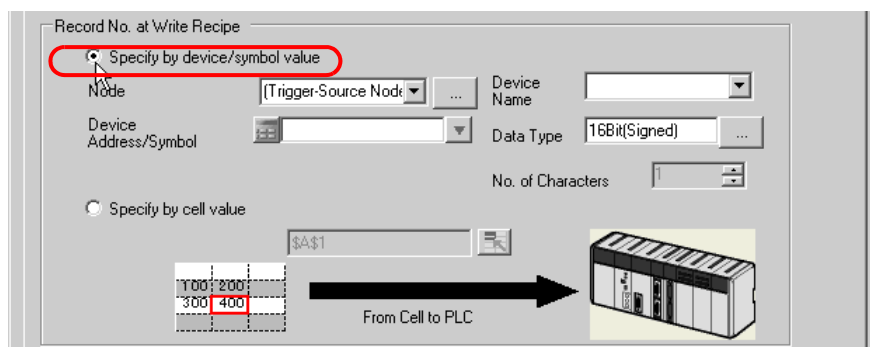 Record No. at Write Recipe
Specify by device/symbol value
Node
(Trigger-Source Node
...
Device
Name
Device
Address/Symbol
Data Type
16Bit(Signed)
...
No. of Characters
1
Specify by cell value
$A$1
100 200
300 400
From Cell to PLC